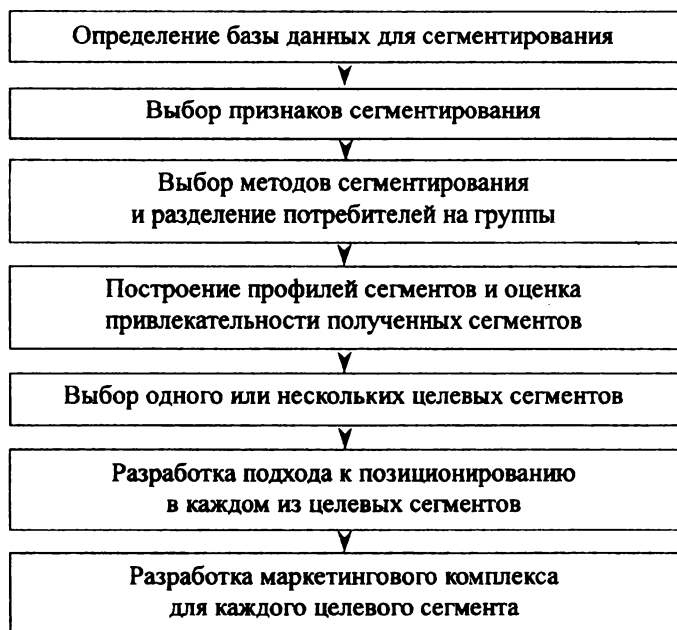 Определение базы данных для сегментирования
Выбор признаков сегментирования
Выбор методов сегментирования
и разделение потребителей на группы
Построение профилей сегментов и оценка
привлекательности полученных сегментов
Выбор одного или нескольких целевых сегментов
Разработка подхода к позиционированию
в каждом из целевых сегментов
Разработка маркетингового комплекса
для каждого целевого сегмента